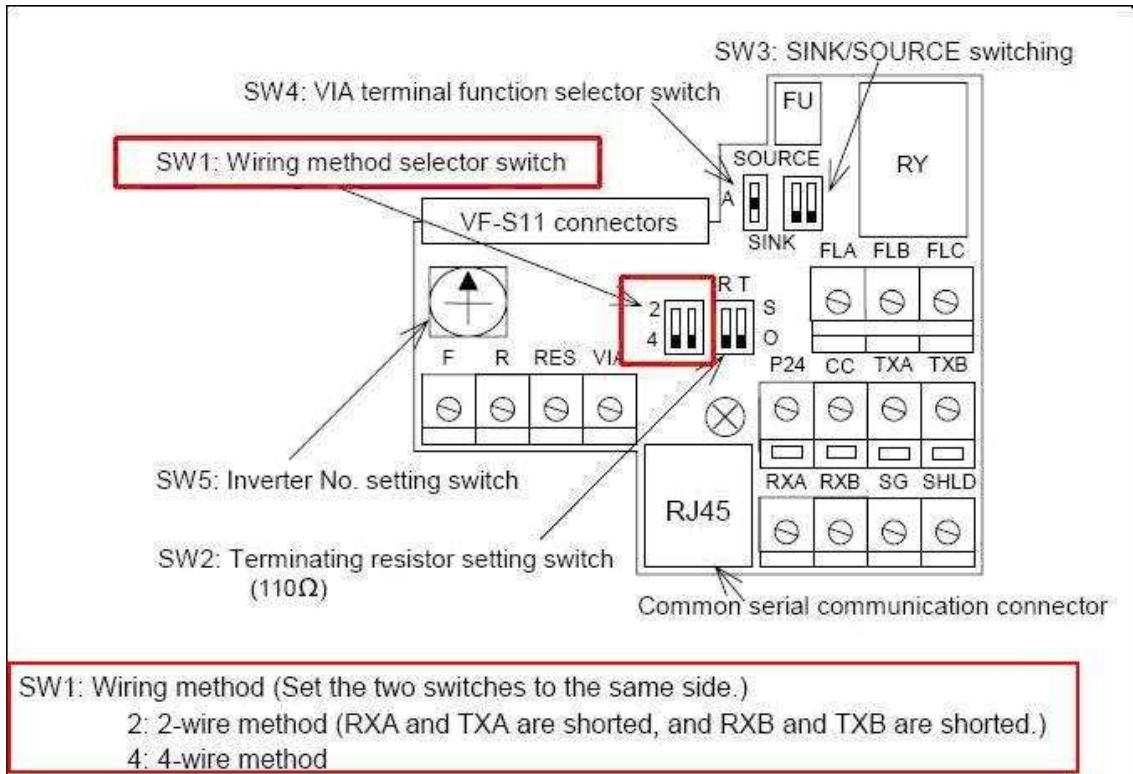 SW3: SINK/SOURCE switching
SW4: VIA terminal function selector switch
FU
SW1: Wiring method selector switch
SOURCE
RY
A
VF-S11 connectors
SINK
FLA FLB FLC
R T
2 S
4 O
F R RES VIA
P24 CC TXA TXB
SW5: Inverter No. setting switch
RXA RXB SG SHLD
RJ45
SW2: Terminating resistor setting switch
(110Ω)
Common serial communication connector
SW1: Wiring method (Set the two switches to the same side.)
2: 2-wire method (RXA and TXA are shorted, and RXB and TXB are shorted.)
4: 4-wire method